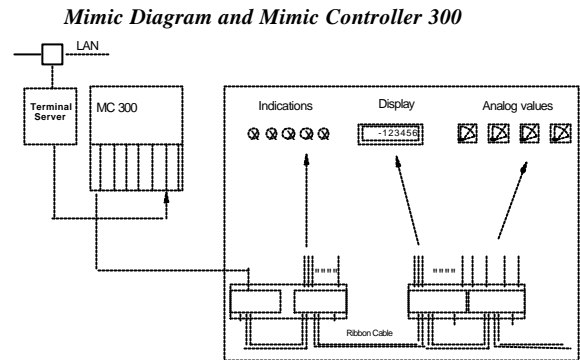 Mimic Diagram and Mimic Controller 300
LAN
Terminal
Server
MC 300
Indications
Display
Analog values
-123456
Ribbon Cable